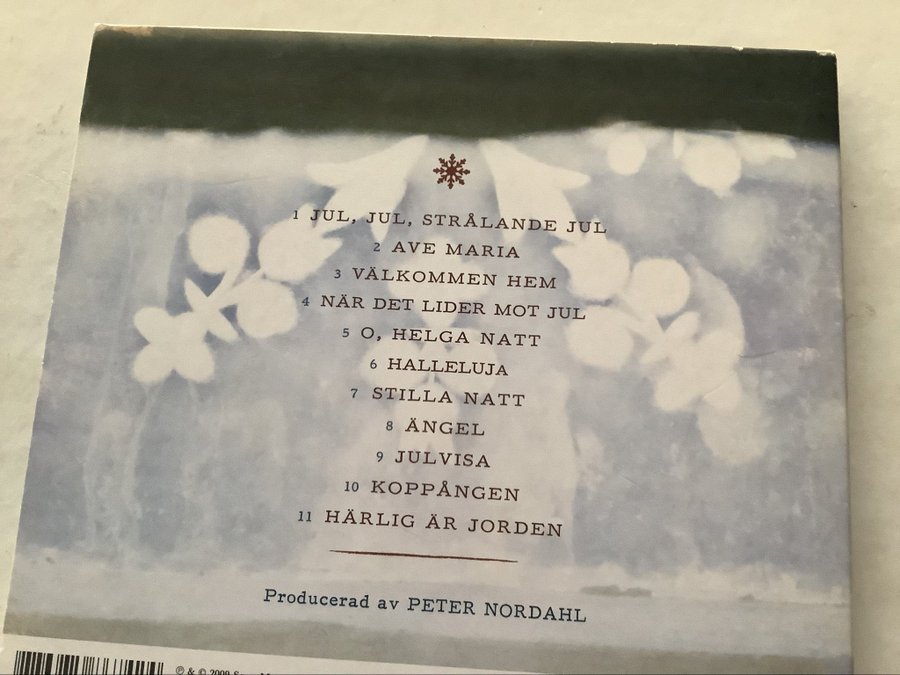 1 JUL, JUL, STRÅLANDE JUL
2 AVE MARIA
3 VÄLKOMMEN HEM
4 NÄR DET LIDER MOT JUL
5 O, HELGA NATT
6 HALLELUJA
7 STILLA NATT
8 ÄNGEL
9 JULVISA
10 KOPPÅNGEN
11 HÄRLIG ÄR JORDEN
Producerad av PETER NORDAHL
℗ & © 2009